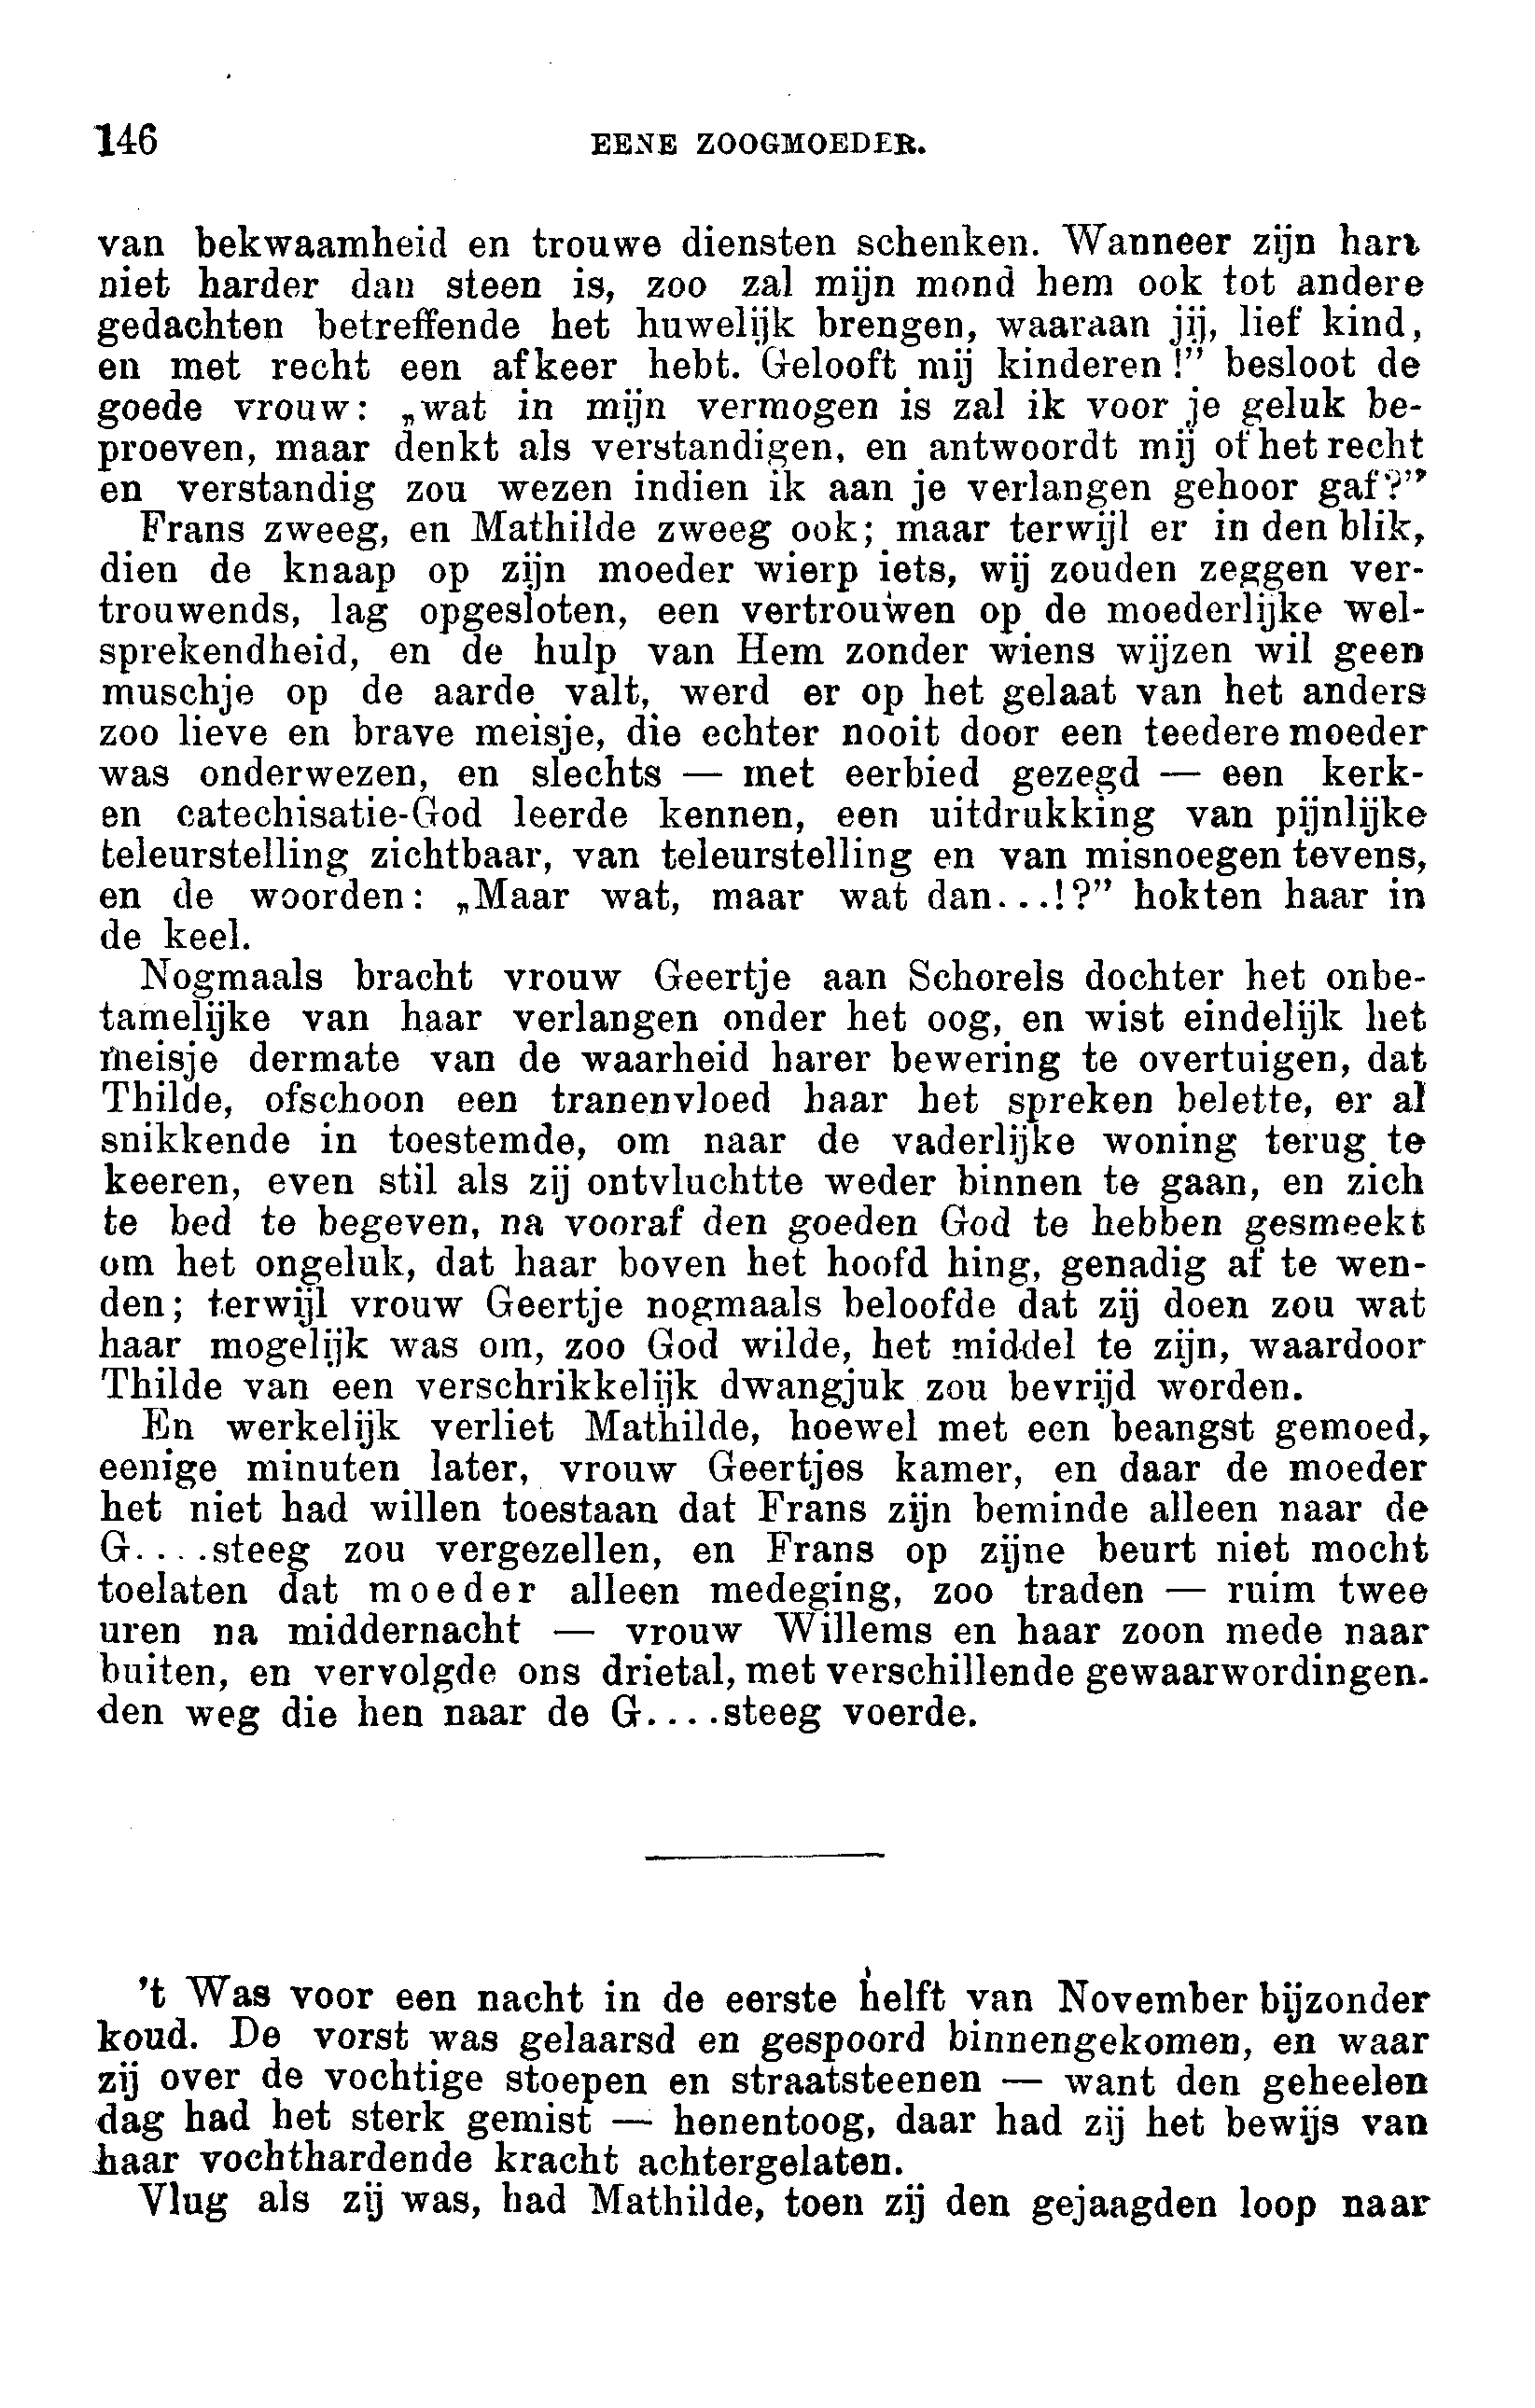 146
EENE ZOOGMOEDER.
van bekwaamheid en trouwe diensten schenken. Wanneer zijn hart
niet harder dan steen is, zoo zal mijn mond hem ook tot andere
gedachten betreffende het huwelijk brengen, waaraan jij, lief kind,
en met recht een afkeer hebt. Gelooft mij kinderen!” besloot de
goede vrouw: „wat in mijn vermogen is zal ik voor je geluk be-
proeven, maar denkt als verstandigen, en antwoordt mij of het recht
en verstandig zou wezen indien ik aan je verlangen gehoor gaf?”
Frans zweeg, en Mathilde zweeg ook; maar terwijl er in den blik,
dien de knaap op zijn moeder wierp iets, wij zouden zeggen ver-
trouwends, lag opgesloten, een vertrouwen op de moederlijke wel-
sprekendheid, en de hulp van Hem zonder wiens wijzen wil geen
muschje op de aarde valt, werd er op het gelaat van het anders
zoo lieve en brave meisje, die echter nooit door een teedere moeder
was onderwezen, en slechts — met eerbied gezegd — een kerk-
en catechisatie-God leerde kennen, een uitdrukking van pijnlijke
teleurstelling zichtbaar, van teleurstelling en van misnoegen tevens,
en de woorden: „Maar wat, maar wat dan...!?” hokten haar in
de keel.
Nogmaals bracht vrouw Geertje aan Schorels dochter het onbe-
tamelijke van haar verlangen onder het oog, en wist eindelijk het
meisje dermate van de waarheid harer bewering te overtuigen, dat
Thilde, ofschoon een tranenvloed haar het spreken belette, er al
snikkende in toestemde, om naar de vaderlijke woning terug te
keeren, even stil als zij ontvluchtte weder binnen te gaan, en zich
te bed te begeven, na vooraf den goeden God te hebben gesmeekt
om het ongeluk, dat haar boven het hoofd hing, genadig af te wen-
den; terwijl vrouw Geertje nogmaals beloofde dat zij doen zou wat
haar mogelijk was om, zoo God wilde, het middel te zijn, waardoor
Thilde van een verschrikkelijk dwangjuk zou bevrijd worden.
En werkelijk verliet Mathilde, hoewel met een beangst gemoed,
eenige minuten later, vrouw Geertjes kamer, en daar de moeder
het niet had willen toestaan dat Frans zijn beminde alleen naar de
G....steeg zou vergezellen, en Frans op zijne beurt niet mocht
toelaten dat moeder alleen medeging, zoo traden — ruim twee
uren na middernacht — vrouw Willems en haar zoon mede naar
buiten, en vervolgde ons drietal, met verschillende gewaarwordingen.
den weg die hen naar de G....steeg voerde.
't Was voor een nacht in de eerste helft van November bijzonder
koud. De vorst was gelaarsd en gespoord binnengekomen, en waar
zij over de vochtige stoepen en straatsteenen — want den geheelen
dag had het sterk gemist — henentoog, daar had zij het bewijs van
haar vochthardende kracht achtergelaten.
Vlug als zij was, had Mathilde, toen zij den gejaagden loop naar